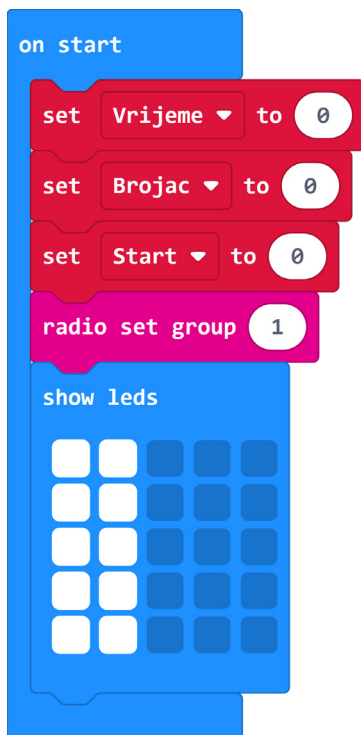 on start
set Vrijeme to 0
set Brojac to 0
set Start to 0
radio set group 1
show leds